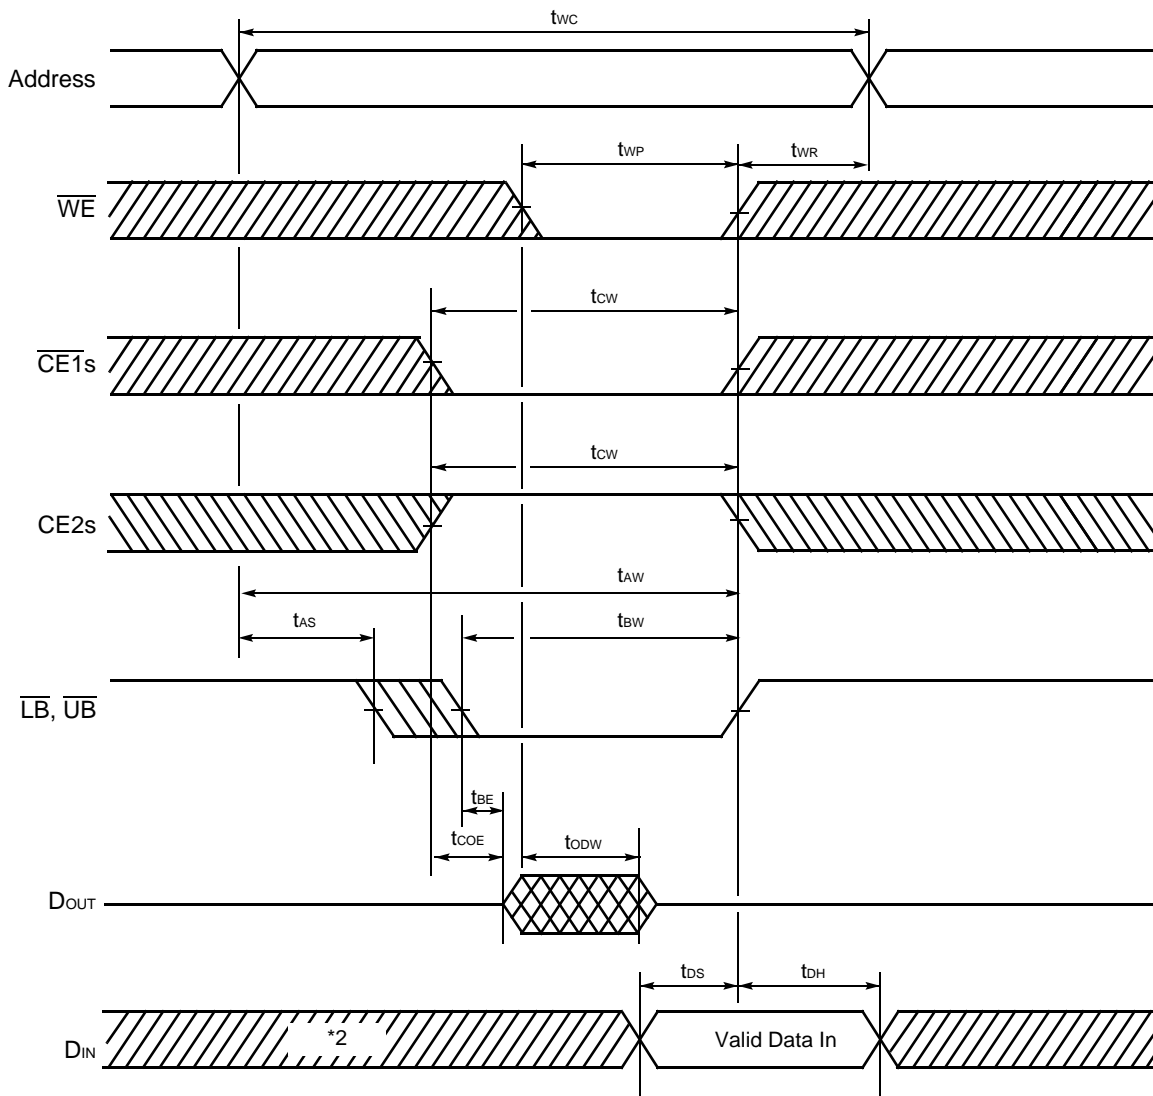 tWC
Address
tWP
tWR
WE
tCW
CE1s
tCW
CE2s
tAW
tAS
tBW
LB, UB
tBE
tCOE
tODW
DOUT
tDS
tDH
DIN
*2
Valid Data In